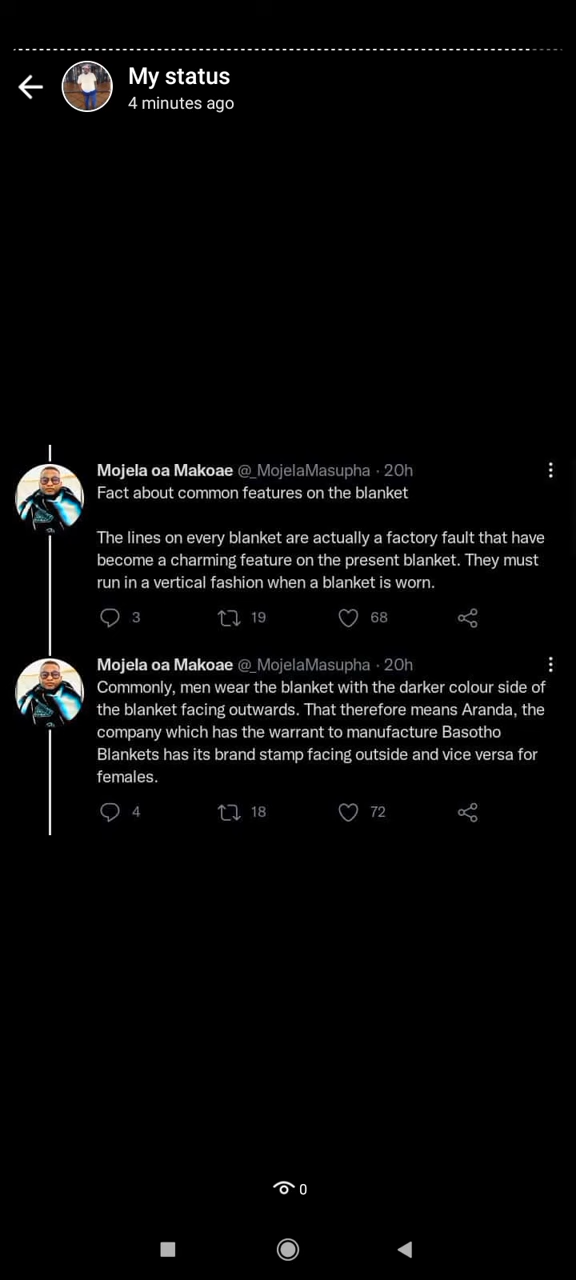 My status
4 minutes ago
Mojela oa Makoae @_MojelaMasupha · 20h
Fact about common features on the blanket
The lines on every blanket are actually a factory fault that have
become a charming feature on the present blanket. They must
run in a vertical fashion when a blanket is worn.
3 19 68
Mojela oa Makoae @_MojelaMasupha · 20h
Commonly, men wear the blanket with the darker colour side of
the blanket facing outwards. That therefore means Aranda, the
company which has the warrant to manufacture Basotho
Blankets has its brand stamp facing outside and vice versa for
females.
4 18 72
0